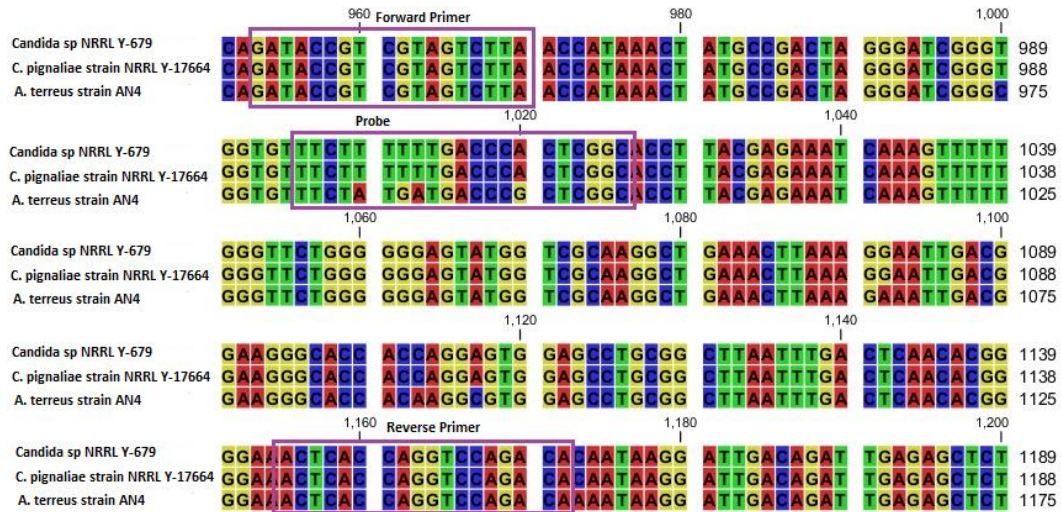 960 Forward Primer 980 1,000
Candida sp NRRL Y-679 CAGATACCGT CGTAGTCTTA ACCATAAACT ATGCCGACTA GGGATCGGGT 989
C. pignaliae strain NRRL Y-17664 CAGATACCGT CGTAGTCTTA ACCATAAACT ATGCCGACTA GGGATCGGGT 988
A. terreus strain AN4 CAGATACCGT CGTAGTCTTA ACCATAAACT ATGCCGACTA GGGATCGGGC 975
Probe 1,020 1,040
Candida sp NRRL Y-679 GGTGTTTCTT TTTTGACCCA CTCGGCACCT TACGAGAAAT CAAAGTTTTT 1039
C. pignaliae strain NRRL Y-17664 GGTGTTTCTT TTTTGACCCA CTCGGCACCT TACGAGAAAT CAAAGTTTTT 1038
A. terreus strain AN4 GGTGTTTCTA TGATGACCCG CTCGGCACCT TACGAGAAAT CAAAGTTTTT 1025
1,060 1,080 1,100
Candida sp NRRL Y-679 GGGTTCTGGG GGGAGTATGG TCGCAAGGCT GAAACTTAAA GGAATTGACG 1089
C. pignaliae strain NRRL Y-17664 GGGTTCTGGG GGGAGTATGG TCGCAAGGCT GAAACTTAAA GGAATTGACG 1088
A. terreus strain AN4 GGGTTCTGGG GGGAGTATGG TCGCAAGGCT GAAACTTAAA GAAATTGACG 1075
1,120 1,140
Candida sp NRRL Y-679 GAAGGGCACC ACCAGGAGTG GAGCCTGCGG CTTAATTTGA CTCAACACGG 1139
C. pignaliae strain NRRL Y-17664 GAAGGGCACC ACCAGGAGTG GAGCCTGCGG CTTAATTTGA CTCAACACGG 1138
A. terreus strain AN4 GAAGGGCACC ACAAGGCGTG GAGCCTGCGG CTTAATTTGA CTCAACACGG 1125
1,160 Reverse Primer 1,180 1,200
Candida sp NRRL Y-679 GGAAACTCAC CAGGTCCAGA CACAATAAGG ATTGACAGAT TGAGAGCTCT 1189
C. pignaliae strain NRRL Y-17664 GGAAACTCAC CAGGTCCAGA CACAATAAGG ATTGACAGAT TGAGAGCTCT 1188
A. terreus strain AN4 GGAAACTCAC CAGGTCCAGA CAAAATAAGG ATTGACAGAT TGAGAGCTCT 1175